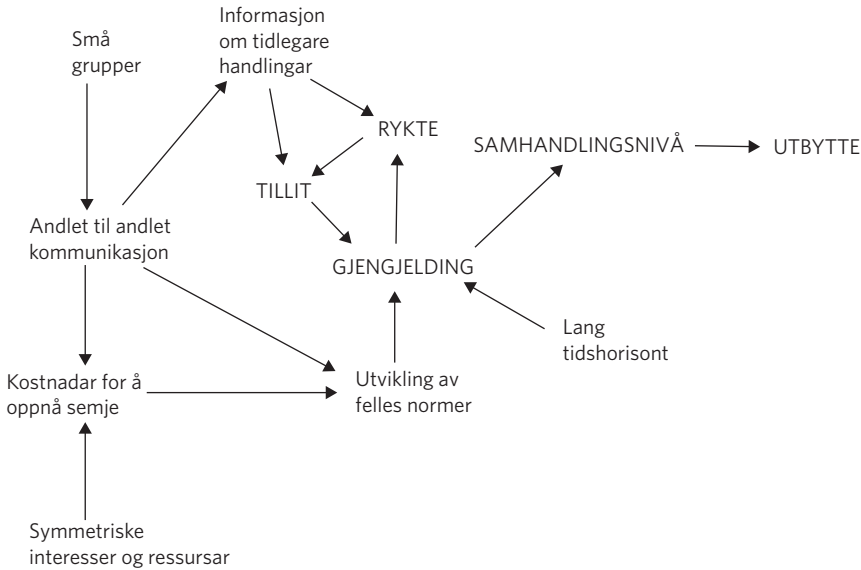 Små
grupper
Informasjon
om tidlegare
handlingar
RYKTE
SAMHANDLINGSNIVÅ
UTBYTTE
TILLIT
Andlet til andlet
kommunikasjon
GJENGJELDING
Lang
tidshorisont
Kostnadar for å
oppnå semje
Utvikling av
felles normer
Symmetriske
interesser og ressursar